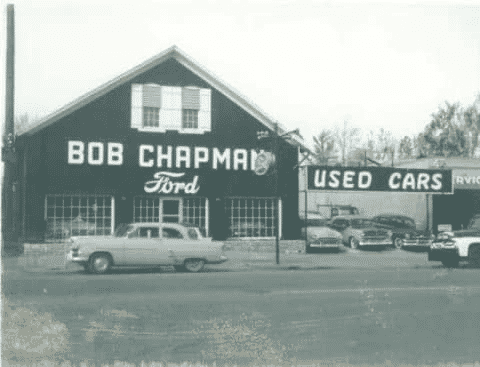 BOB CHAPMAN
Ford
USED CARS